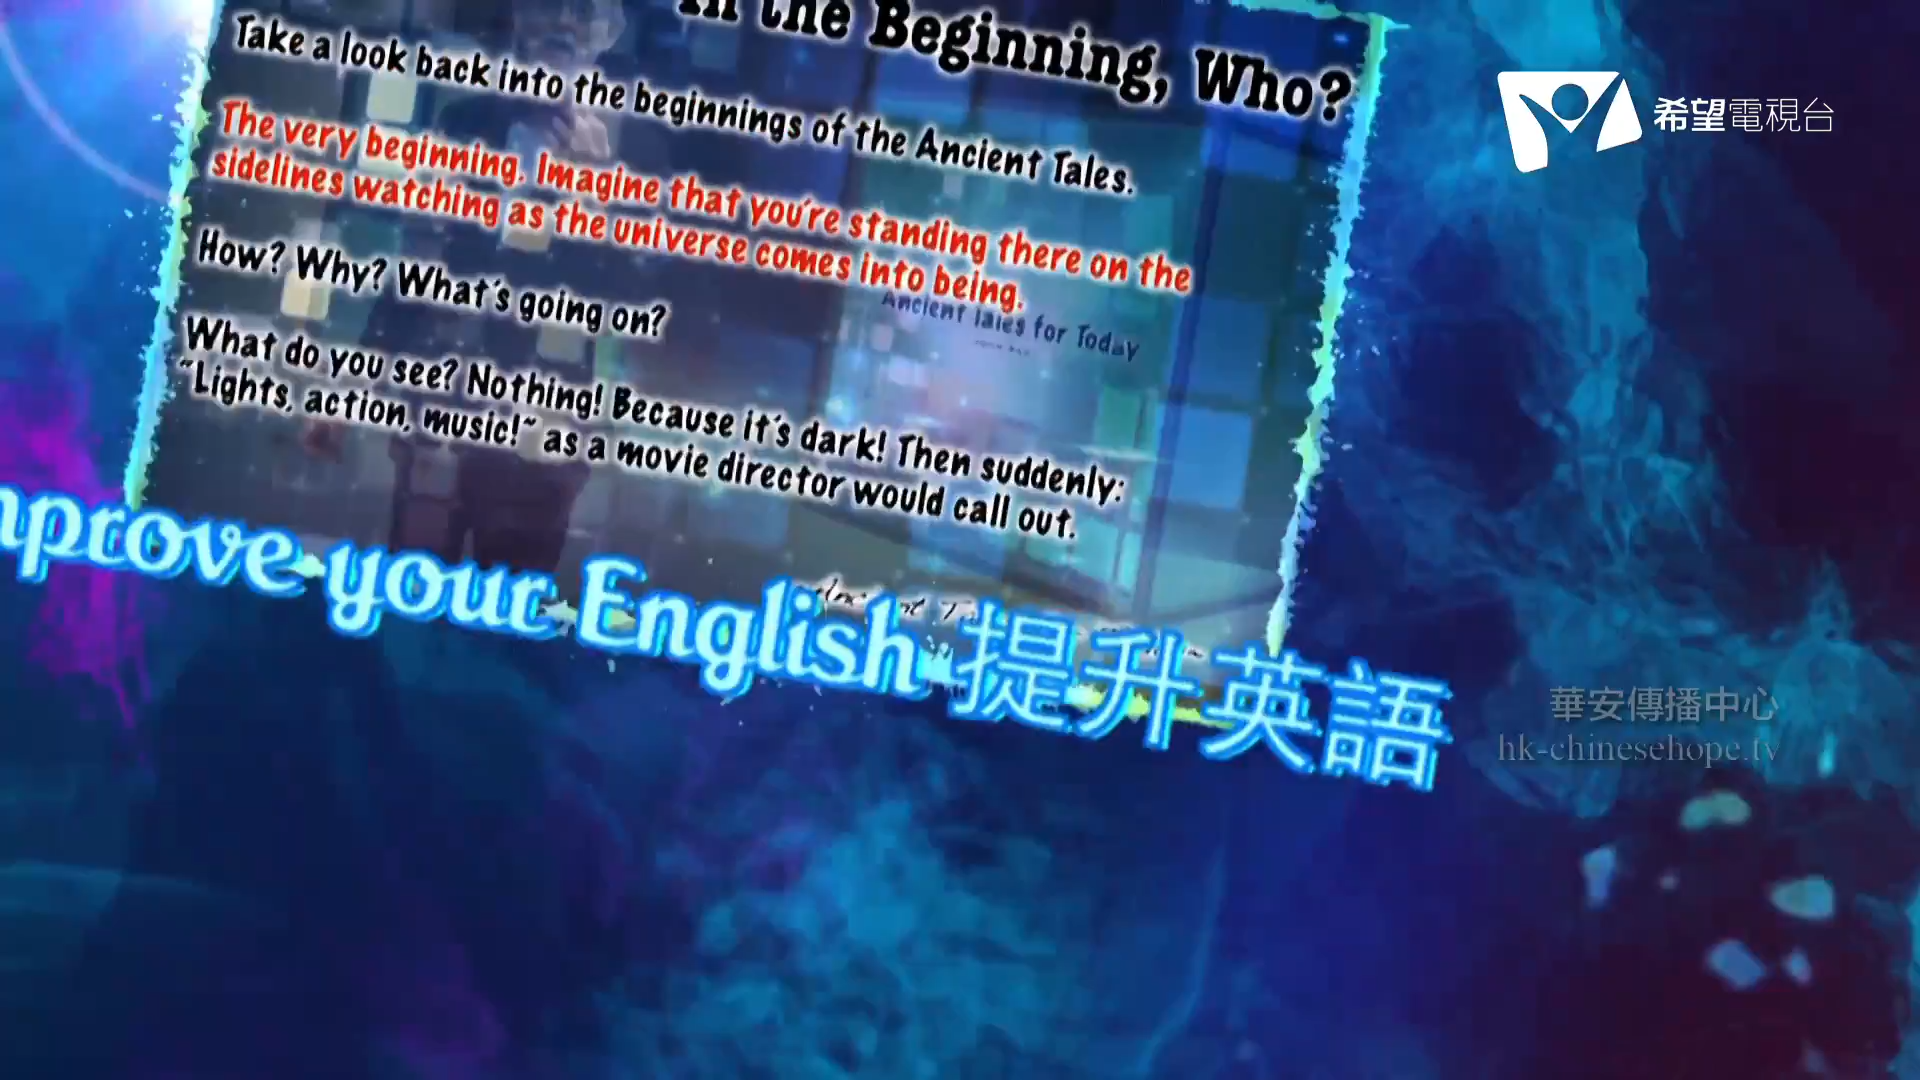 In the Beginning, Who?
Take a look back into the beginnings of the Ancient Tales.
The very beginning. Imagine that you're standing there on the
sidelines watching as the universe comes into being.
How? Why? What's going on?
Ancient Tales for Today
What do you see? Nothing! Because it's dark! Then suddenly:
"Lights, action, music!" as a movie director would call out.
mprove your English 提升英語
希望電視台
華安傳播中心
hk-chinesehope.tv